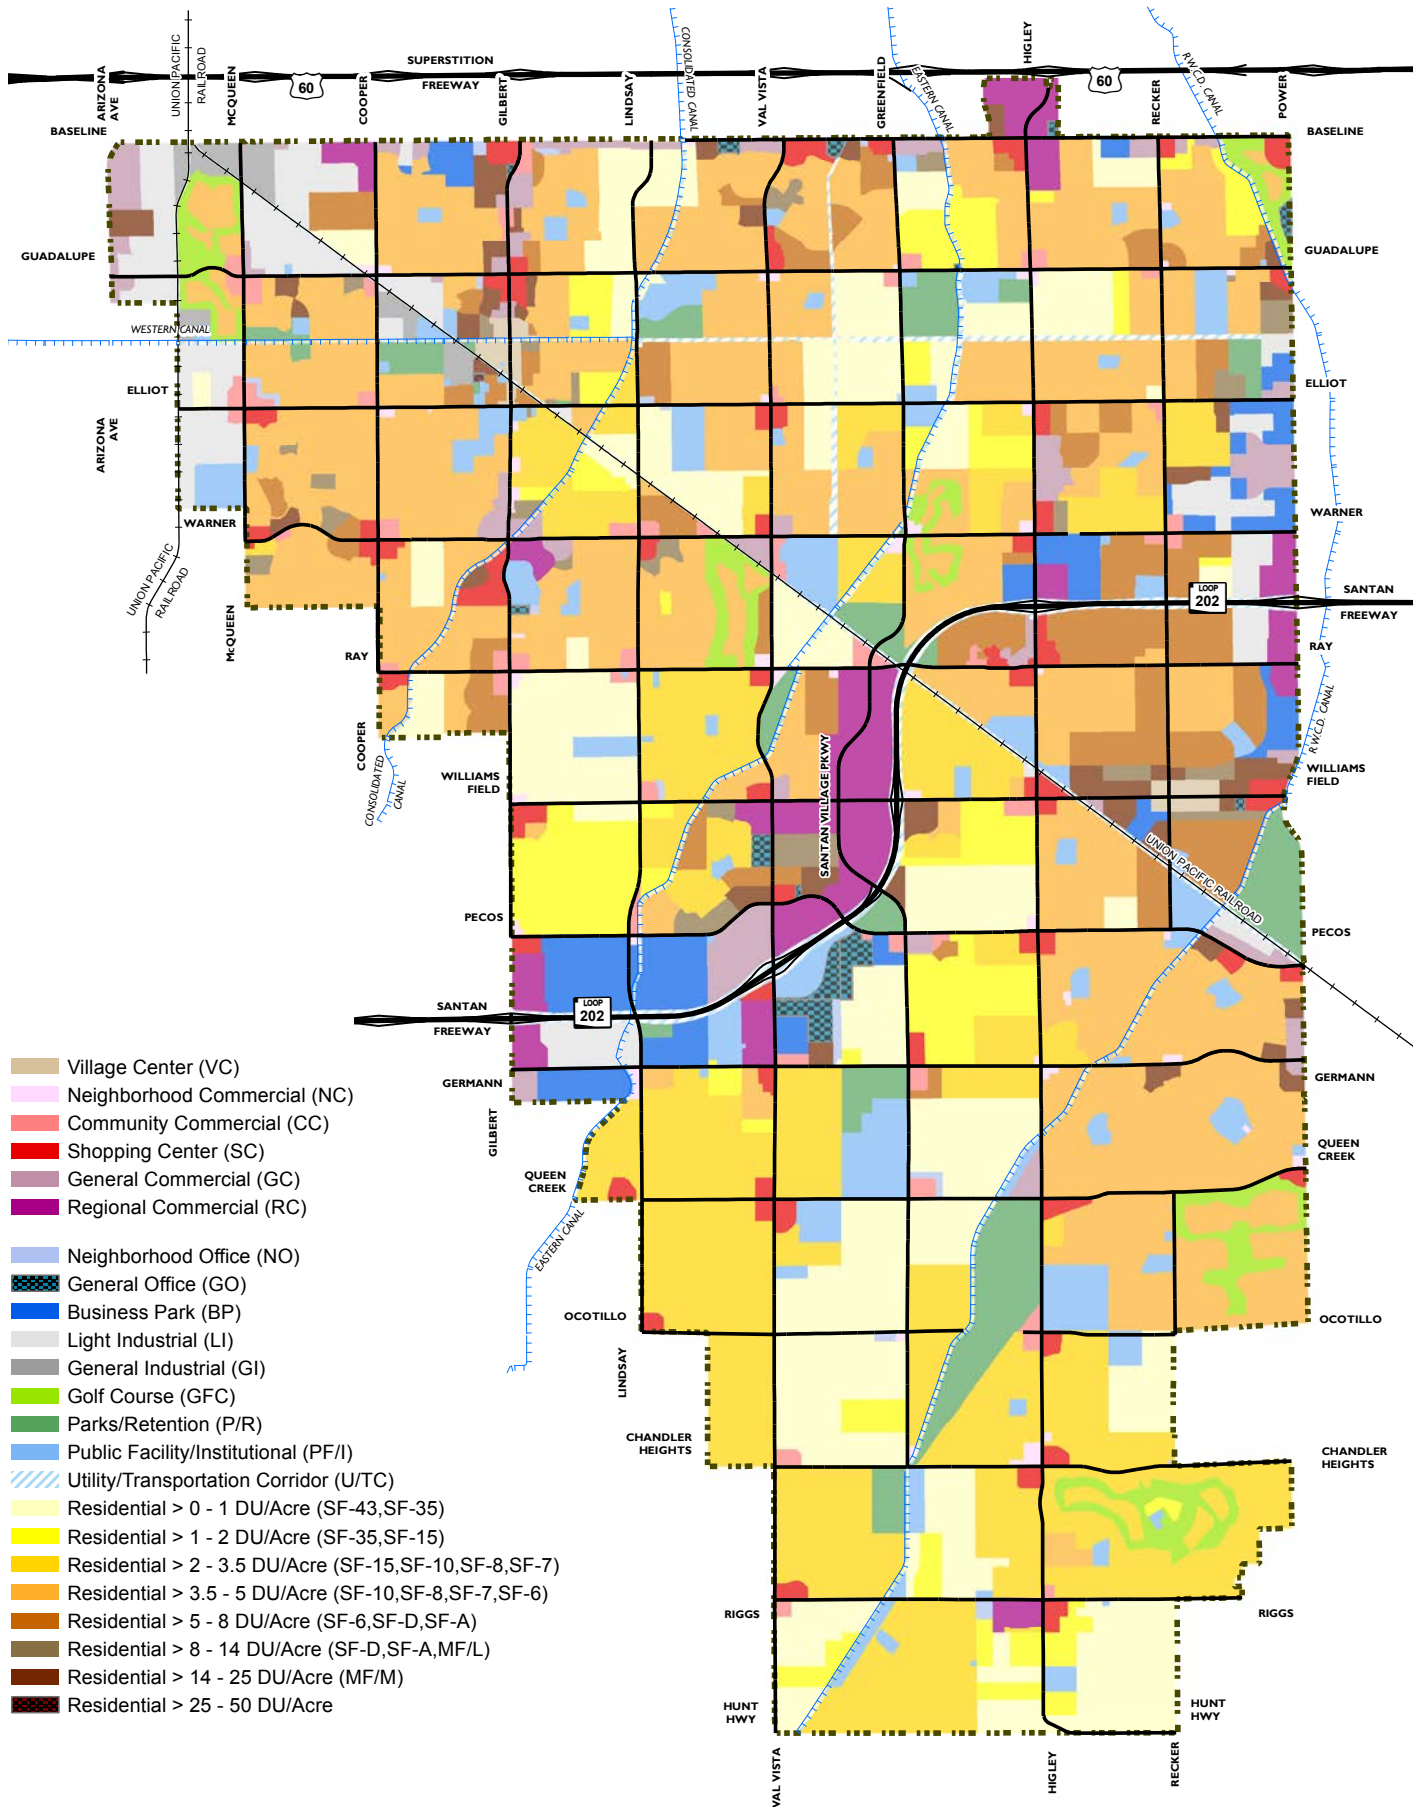 SUPERSTITION
FREEWAY
60
60
ARIZONA
AVE
UNION PACIFIC
RAILROAD
MCQUEEN
COOPER
GILBERT
LINDSAY
CONSOLIDATED CANAL
VAL VISTA
GREENFIELD
EASTERN CANAL
HIGLEY
RECKER
R.W.C.D. CANAL
POWER
BASELINE
BASELINE
GUADALUPE
GUADALUPE
WESTERN CANAL
ELLIOT
ELLIOT
ARIZONA
AVE
WARNER
WARNER
UNION PACIFIC
RAILROAD
LOOP
202
SANTAN
FREEWAY
McQUEEN
RAY
RAY
COOPER
CONSOLIDATED
CANAL
R.W.C.D. CANAL
WILLIAMS
FIELD
WILLIAMS
FIELD
SANTAN VILLAGE PKWY
UNION PACIFIC RAILROAD
PECOS
PECOS
SANTAN
FREEWAY
LOOP
202
GERMANN
GERMANN
GILBERT
QUEEN
CREEK
QUEEN
CREEK
EASTERN CANAL
OCOTILLO
OCOTILLO
LINDSAY
CHANDLER
HEIGHTS
CHANDLER
HEIGHTS
RIGGS
RIGGS
HUNT
HWY
HUNT
HWY
VAL VISTA
HIGLEY
RECKER
Village Center (VC)
Neighborhood Commercial (NC)
Community Commercial (CC)
Shopping Center (SC)
General Commercial (GC)
Regional Commercial (RC)
Neighborhood Office (NO)
General Office (GO)
Business Park (BP)
Light Industrial (LI)
General Industrial (GI)
Golf Course (GFC)
Parks/Retention (P/R)
Public Facility/Institutional (PF/I)
Utility/Transportation Corridor (U/TC)
Residential > 0 - 1 DU/Acre (SF-43,SF-35)
Residential > 1 - 2 DU/Acre (SF-35,SF-15)
Residential > 2 - 3.5 DU/Acre (SF-15,SF-10,SF-8,SF-7)
Residential > 3.5 - 5 DU/Acre (SF-10,SF-8,SF-7,SF-6)
Residential > 5 - 8 DU/Acre (SF-6,SF-D,SF-A)
Residential > 8 - 14 DU/Acre (SF-D,SF-A,MF/L)
Residential > 14 - 25 DU/Acre (MF/M)
Residential > 25 - 50 DU/Acre